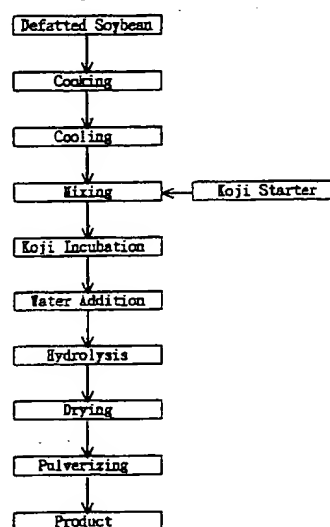 Defatted Soybean
Cooking
Cooling
Mixing
Koji Starter
Koji Incubation
Water Addition
Hydrolysis
Drying
Pulverizing
Product